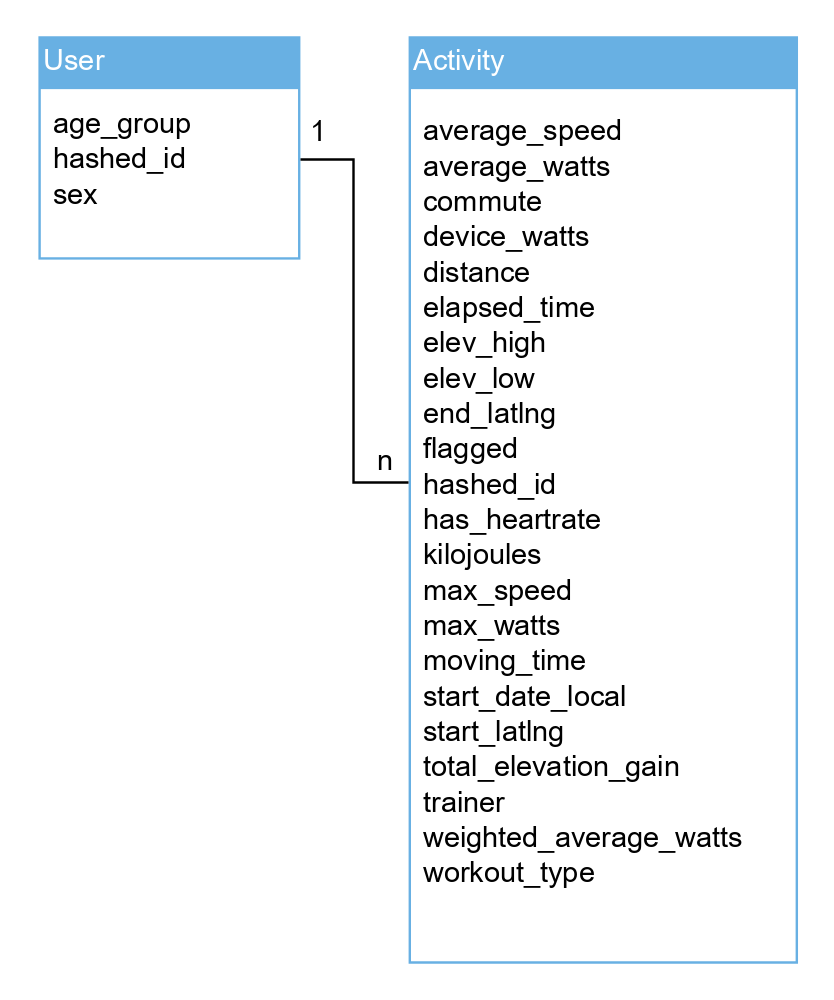 User
age_group
hashed_id
sex
1
n
Activity
average_speed
average_watts
commute
device_watts
distance
elapsed_time
elev_high
elev_low
end_latlng
flagged
hashed_id
has_heartrate
kilojoules
max_speed
max_watts
moving_time
start_date_local
start_latlng
total_elevation_gain
trainer
weighted_average_watts
workout_type